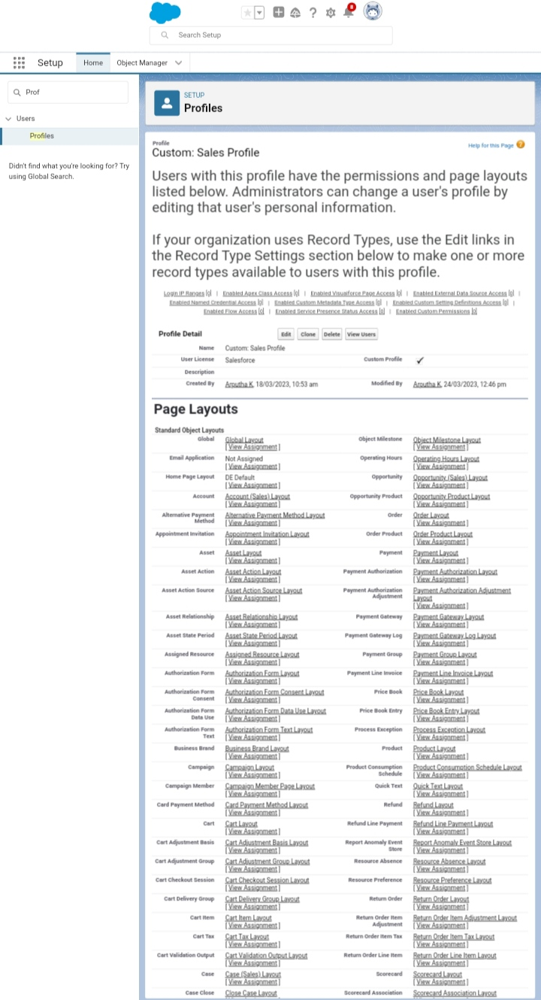 8
Search Setup
Setup
Home
Object Manager
Prof
Users
Profiles
Didn't find what you're looking for? Try
using Global Search.
SETUP
Profiles
Profile
Custom: Sales Profile
Help for this Page ?
Users with this profile have the permissions and page layouts
listed below. Administrators can change a user's profile by
editing that user's personal information.
If your organization uses Record Types, use the Edit links in
the Record Type Settings section below to make one or more
record types available to users with this profile.
Login IP Ranges [0] | Enabled Apex Class Access [0] | Enabled Visualforce Page Access [0] | Enabled External Data Source Access [0] |
Enabled Named Credential Access [0] | Enabled Custom Metadata Type Access [0] | Enabled Custom Setting Definitions Access [0] |
Enabled Flow Access [0] | Enabled Service Presence Status Access [0] | Enabled Custom Permissions [0]
Profile Detail Edit Clone Delete View Users
Name Custom: Sales Profile
User License Salesforce Custom Profile ✓
Description
Created By K, 18/03/2023, 10:53 am Modified By K, 24/03/2023, 12:46 pm
Page Layouts
Standard Object Layouts
Global Global Layout Object Milestone Object Milestone Layout
[ View Assignment ] [ View Assignment ]
Email Application Not Assigned Operating Hours Operating Hours Layout
[ View Assignment ] [ View Assignment ]
Home Page Layout DE Default Opportunity Opportunity (Sales) Layout
[ View Assignment ] [ View Assignment ]
Account Account (Sales) Layout Opportunity Product Opportunity Product Layout
[ View Assignment ] [ View Assignment ]
Alternative Payment Alternative Payment Method Layout Order Order Layout
Method [ View Assignment ] [ View Assignment ]
Appointment Invitation Appointment Invitation Layout Order Product Order Product Layout
[ View Assignment ] [ View Assignment ]
Asset Asset Layout Payment Payment Layout
[ View Assignment ] [ View Assignment ]
Asset Action Asset Action Layout Payment Authorization Payment Authorization Layout
[ View Assignment ] [ View Assignment ]
Asset Action Source Asset Action Source Layout Payment Authorization Payment Authorization Adjustment
[ View Assignment ] Adjustment Layout
[ View Assignment ]
Asset Relationship Asset Relationship Layout Payment Gateway Payment Gateway Layout
[ View Assignment ] [ View Assignment ]
Asset State Period Asset State Period Layout Payment Gateway Log Payment Gateway Log Layout
[ View Assignment ] [ View Assignment ]
Assigned Resource Assigned Resource Layout Payment Group Payment Group Layout
[ View Assignment ] [ View Assignment ]
Authorization Form Authorization Form Layout Payment Line Invoice Payment Line Invoice Layout
[ View Assignment ] [ View Assignment ]
Authorization Form Authorization Form Consent Layout Price Book Price Book Layout
Consent [ View Assignment ] [ View Assignment ]
Authorization Form Authorization Form Data Use Layout Price Book Entry Price Book Entry Layout
Data Use [ View Assignment ] [ View Assignment ]
Authorization Form Authorization Form Text Layout Process Exception Process Exception Layout
Text [ View Assignment ] [ View Assignment ]
Business Brand Business Brand Layout Product Product Layout
[ View Assignment ] [ View Assignment ]
Campaign Campaign Layout Product Consumption Product Consumption Schedule Layout
[ View Assignment ] Schedule [ View Assignment ]
Campaign Member Campaign Member Page Layout Quick Text Quick Text Layout
[ View Assignment ] [ View Assignment ]
Card Payment Method Card Payment Method Layout Refund Refund Layout
[ View Assignment ] [ View Assignment ]
Cart Cart Layout Refund Line Payment Refund Line Payment Layout
[ View Assignment ] [ View Assignment ]
Cart Adjustment Basis Cart Adjustment Basis Layout Report Anomaly Event Report Anomaly Event Store Layout
[ View Assignment ] Store [ View Assignment ]
Cart Adjustment Group Cart Adjustment Group Layout Resource Absence Resource Absence Layout
[ View Assignment ] [ View Assignment ]
Cart Checkout Session Cart Checkout Session Layout Resource Preference Resource Preference Layout
[ View Assignment ] [ View Assignment ]
Cart Delivery Group Cart Delivery Group Layout Return Order Return Order Layout
[ View Assignment ] [ View Assignment ]
Cart Item Cart Item Layout Return Order Item Return Order Item Adjustment Layout
[ View Assignment ] Adjustment [ View Assignment ]
Cart Tax Cart Tax Layout Return Order Item Tax Return Order Item Tax Layout
[ View Assignment ] [ View Assignment ]
Cart Validation Output Cart Validation Output Layout Return Order Line Item Return Order Line Item Layout
[ View Assignment ] [ View Assignment ]
Case Case (Sales) Layout Scorecard Scorecard Layout
[ View Assignment ] [ View Assignment ]
Case Close Close Case Layout Scorecard Association Scorecard Association Layout